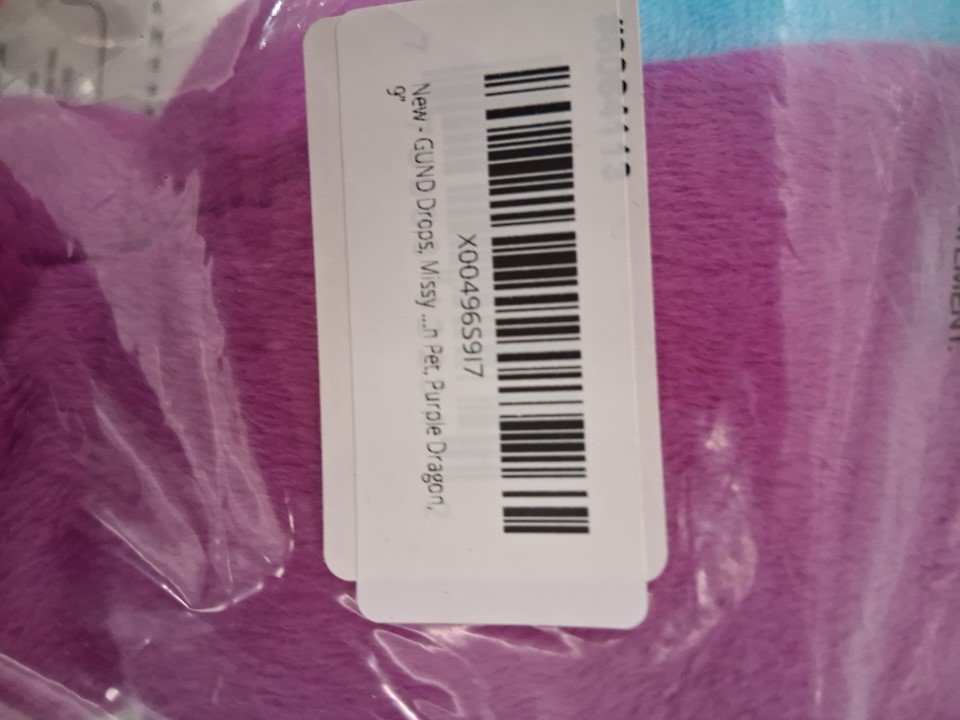 X00496S9I7
New - GUND Drops, Missy ...h Pet, Purple Dragon,
9"